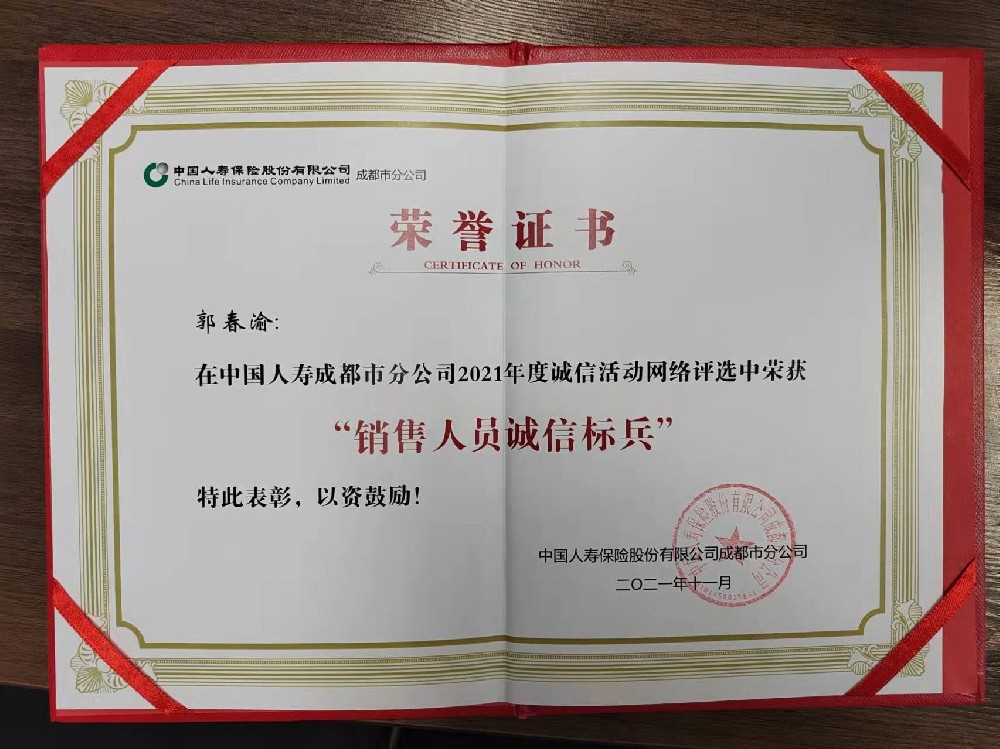 中国人寿保险股份有限公司 成都市分公司
China Life Insurance Company Limited
荣誉证书
CERTIFICATE OF HONOR
郭春渝:
在中国人寿成都市分公司2021年度诚信活动网络评选中荣获
“销售人员诚信标兵”
特此表彰，以资鼓励！
中国人寿保险股份有限公司成都市分公司
二〇二一年十一月